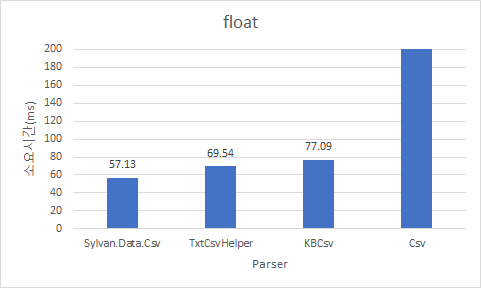 float
소요시간(ms)
200
180
160
140
120
100
80
60
40
20
0
57.13
69.54
77.09
Sylvan.Data.Csv
TxtCsvHelper
KBCsv
Csv
Parser